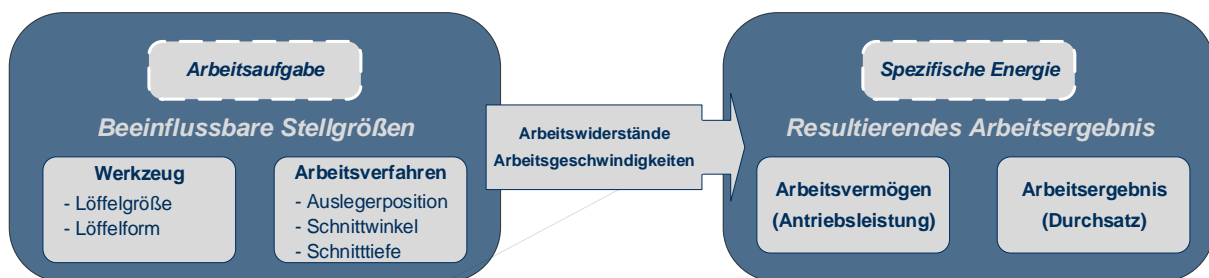 Arbeitsaufgabe
Beeinflussbare Stellgrößen
Werkzeug
- Löffelgröße
- Löffelform
Arbeitsverfahren
- Auslegerposition
- Schnittwinkel
- Schnitttiefe
Arbeitswiderstände
Arbeitsgeschwindigkeiten
Spezifische Energie
Resultierendes Arbeitsergebnis
Arbeitsvermögen
(Antriebsleistung)
Arbeitsergebnis
(Durchsatz)